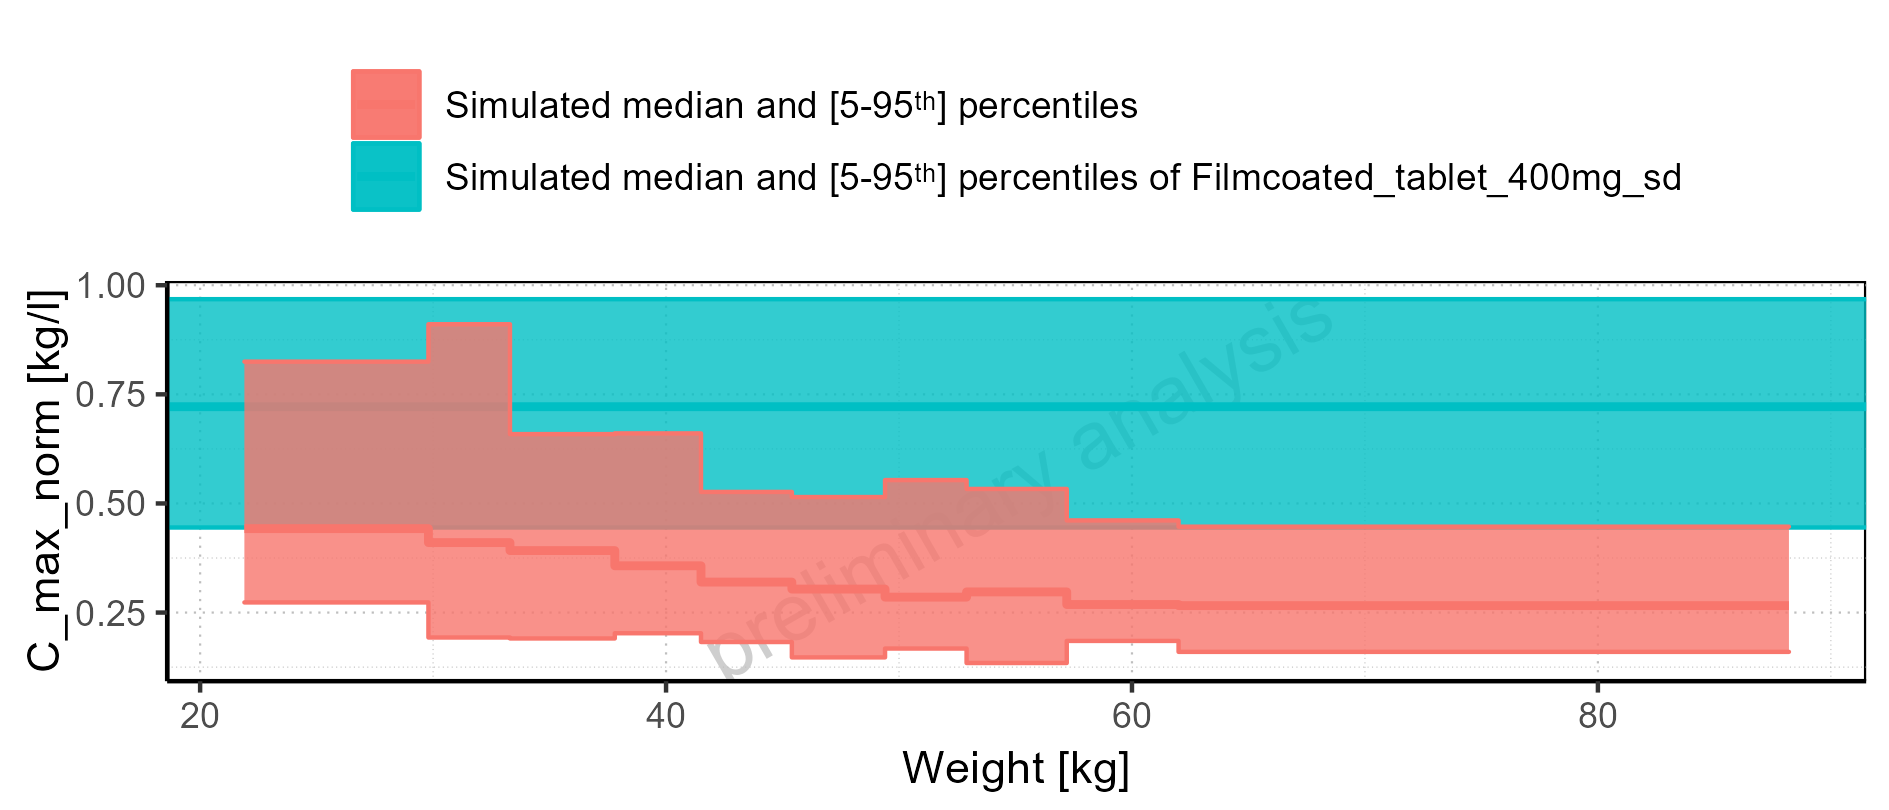 Simulated median and [5-95th] percentiles
Simulated median and [5-95th] percentiles of Filmcoated_tablet_400mg_sd
C_max_norm [kg/l]
1.00
0.75
0.50
0.25
preliminary analysis
20 40 60 80
Weight [kg]